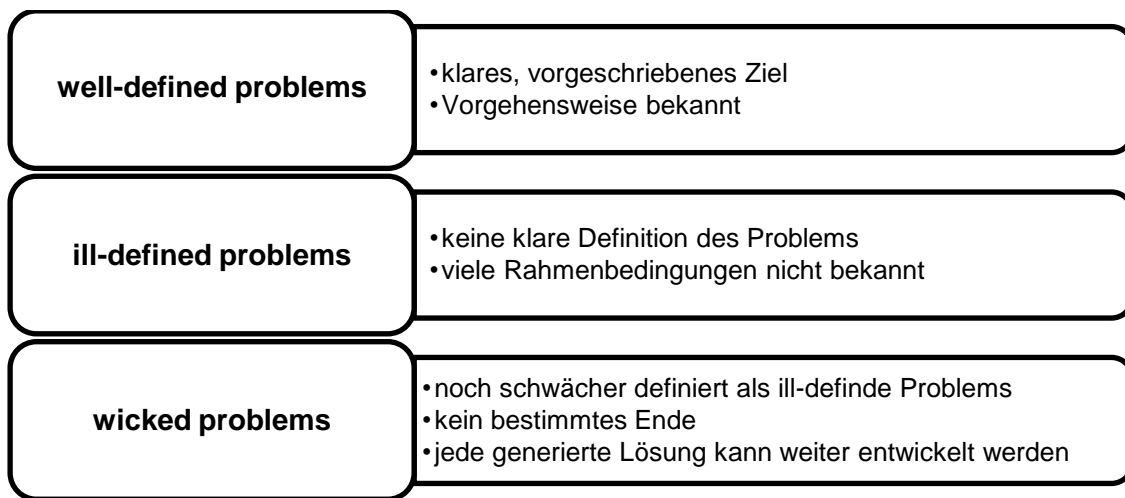 well-defined problems
•klares, vorgeschriebenes Ziel
•Vorgehensweise bekannt
ill-defined problems
•keine klare Definition des Problems
•viele Rahmenbedingungen nicht bekannt
wicked problems
•noch schwächer definiert als ill-definde Problems
•kein bestimmtes Ende
•jede generierte Lösung kann weiter entwickelt werden